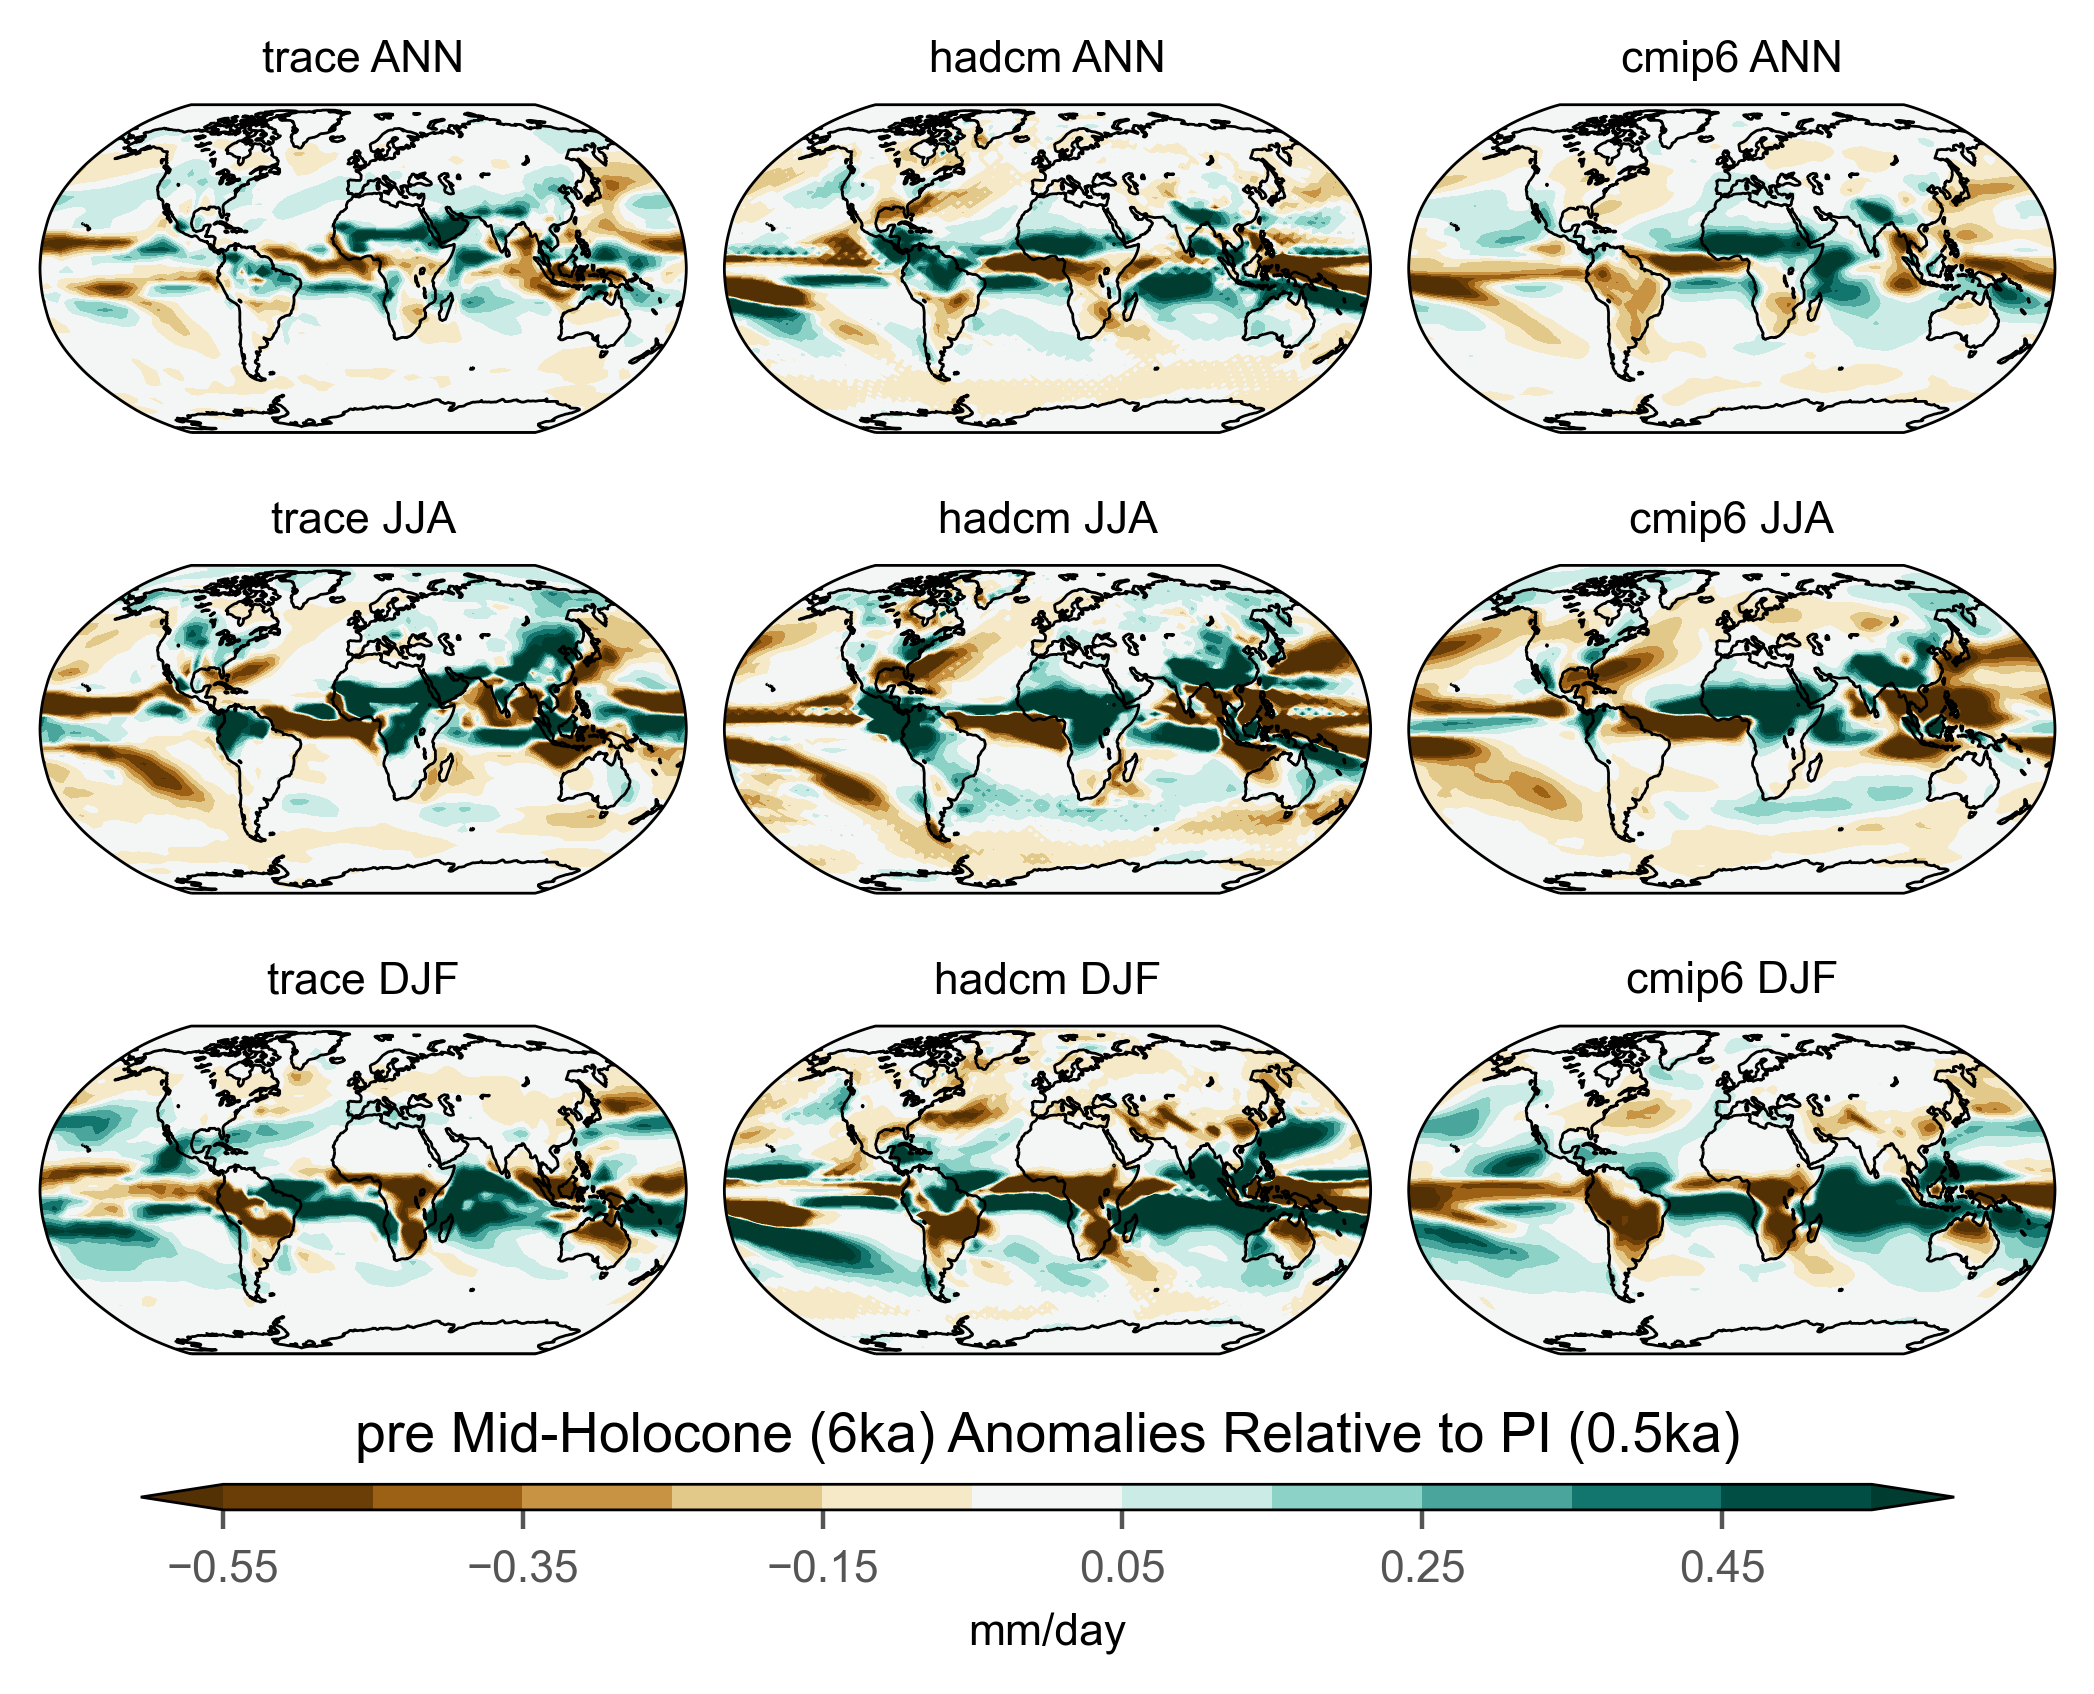 trace ANN
hadcm ANN
cmip6 ANN
trace JJA
hadcm JJA
cmip6 JJA
trace DJF
hadcm DJF
cmip6 DJF
pre Mid-Holocone (6ka) Anomalies Relative to PI (0.5ka)
−0.55
−0.35
−0.15
0.05
0.25
0.45
mm/day